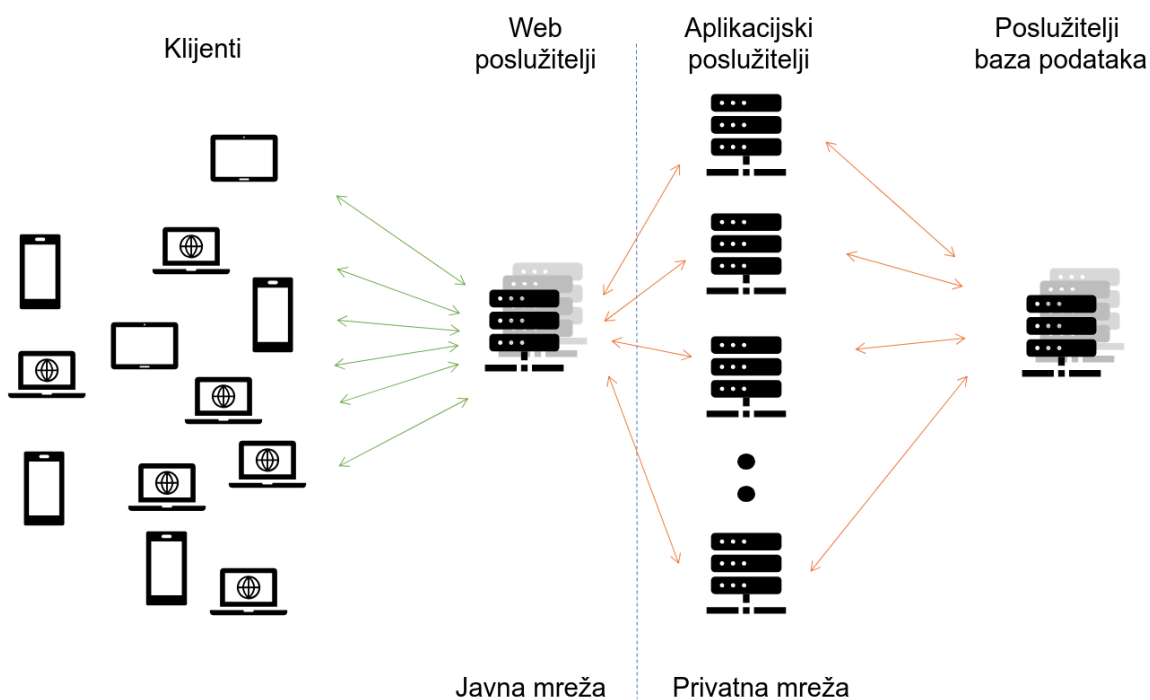 Klijenti
Web
poslužitelji
Aplikacijski
poslužitelji
Poslužitelji
baza podataka
Javna mreža
Privatna mreža